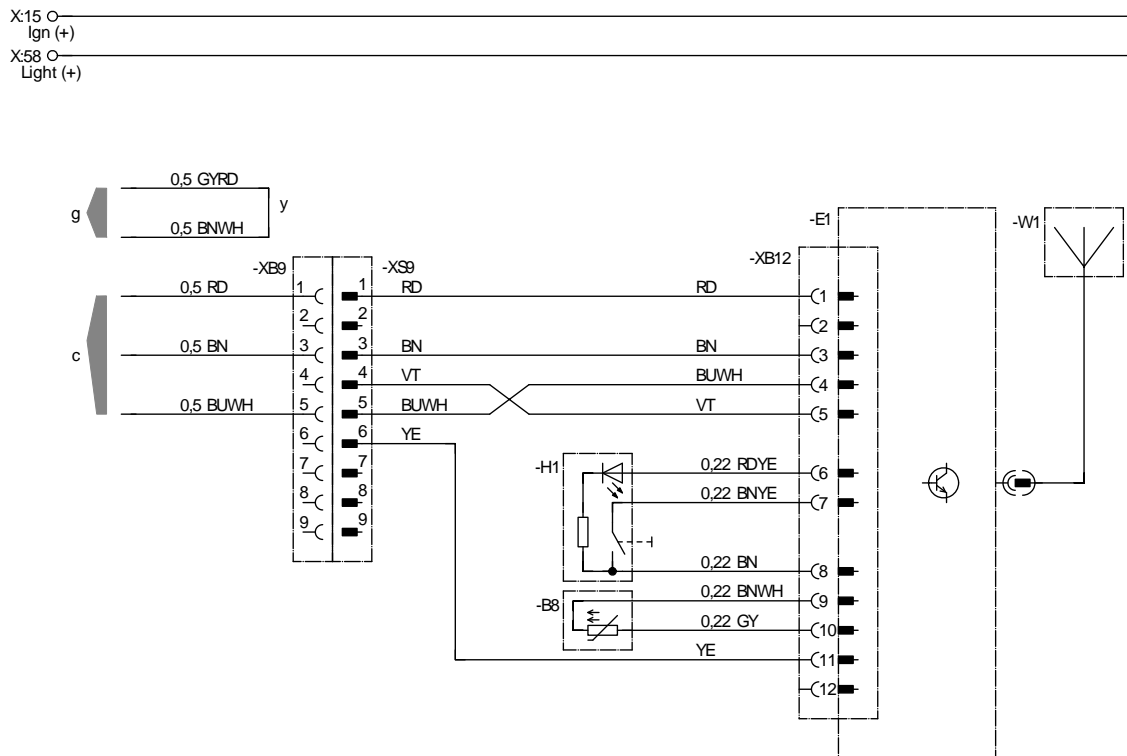 X:15
Ign (+)
X:58
Light (+)
0,5 GYRD
g
y
0,5 BNWH
-E1
-W1
-XB9
-XS9
-XB12
0,5 RD
1
1
RD
RD
1
2
2
2
c
0,5 BN
3
3
BN
BN
3
4
4
VT
BUWH
4
0,5 BUWH
5
5
BUWH
VT
5
6
6
YE
-H1
0,22 RDYE
6
7
7
0,22 BNYE
7
8
8
9
9
0,22 BN
8
-B8
0,22 BNWH
9
0,22 GY
10
YE
11
12